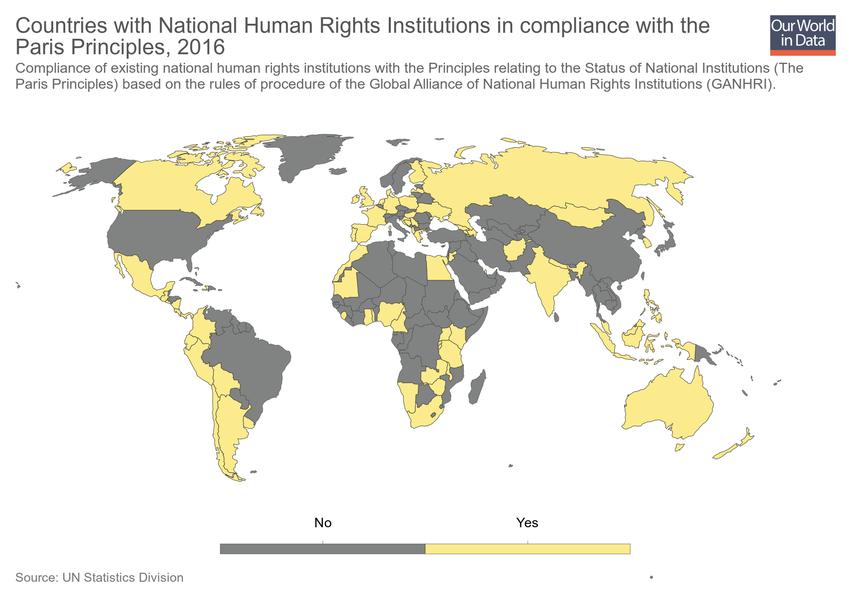 Countries with National Human Rights Institutions in compliance with the
Paris Principles, 2016
Our World
in Data
Compliance of existing national human rights institutions with the Principles relating to the Status of National Institutions (The
Paris Principles) based on the rules of procedure of the Global Alliance of National Human Rights Institutions (GANHRI).
No
Yes
Source: UN Statistics Division